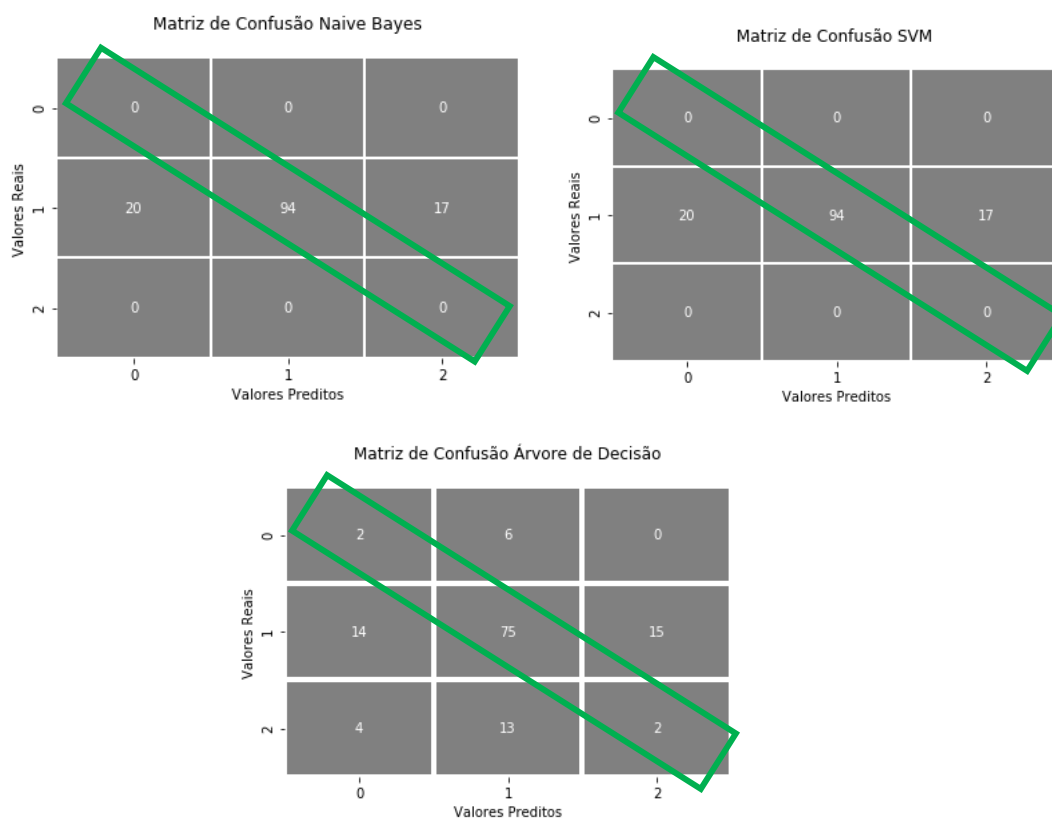 Matriz de Confusão Naive Bayes
0
0 0 0
1
20 94 17
2
0 0 0
Valores Reais
0 1 2
Valores Preditos
Matriz de Confusão SVM
0
0 0 0
1
20 94 17
2
0 0 0
Valores Reais
0 1 2
Valores Preditos
Matriz de Confusão Árvore de Decisão
0
2 6 0
1
14 75 15
2
4 13 2
Valores Reais
0 1 2
Valores Preditos